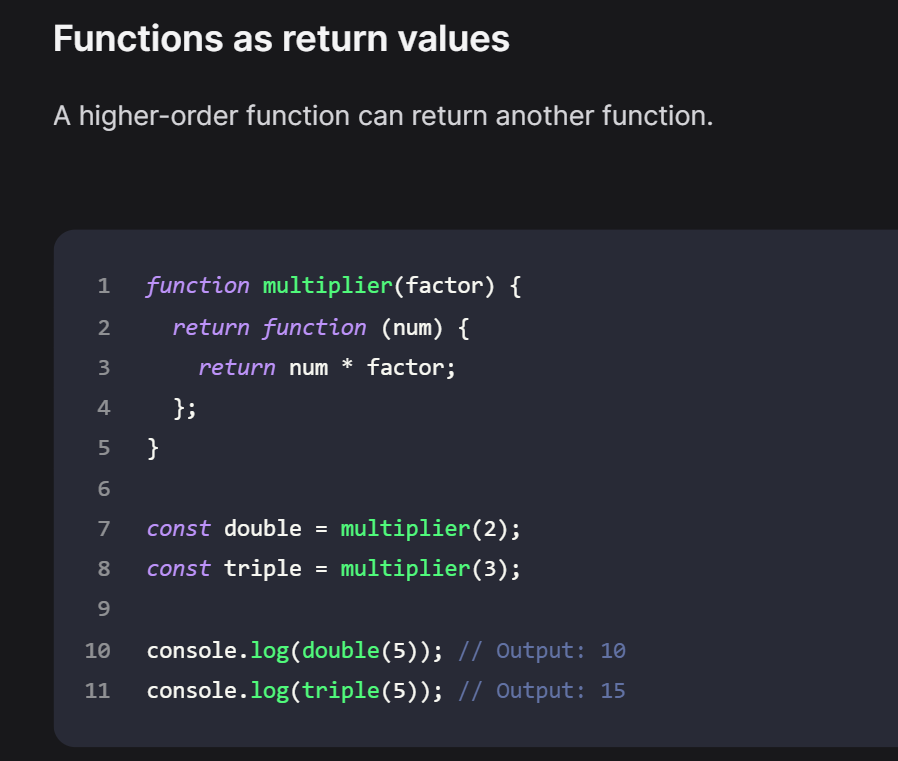 Functions as return values
A higher-order function can return another function.
1 function multiplier(factor) {
2   return function (num) {
3     return num * factor;
4   };
5 }
6
7 const double = multiplier(2);
8 const triple = multiplier(3);
9
10 console.log(double(5)); // Output: 10
11 console.log(triple(5)); // Output: 15